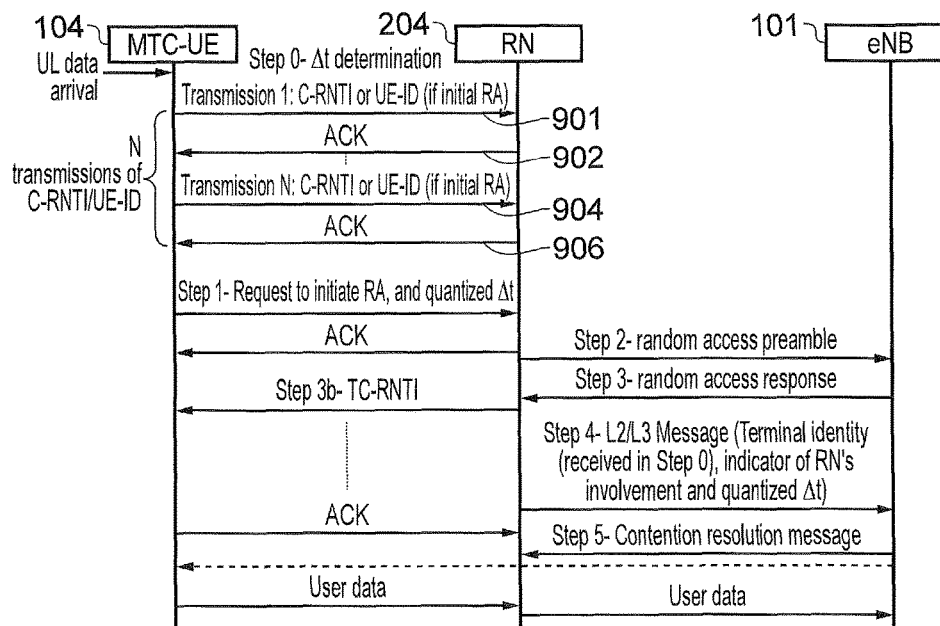 104
MTC-UE
204
RN
101
eNB
UL data
arrival
Step 0- Δt determination
Transmission 1: C-RNTI or UE-ID (if initial RA)
901
ACK
902
N
transmissions of
C-RNTI/UE-ID
Transmission N: C-RNTI or UE-ID (if initial RA)
904
ACK
906
Step 1- Request to initiate RA, and quantized Δt
ACK
Step 2- random access preamble
Step 3- random access response
Step 3b- TC-RNTI
Step 4- L2/L3 Message (Terminal identity
(received in Step 0), indicator of RN's
involvement and quantized Δt)
ACK
Step 5- Contention resolution message
User data
User data